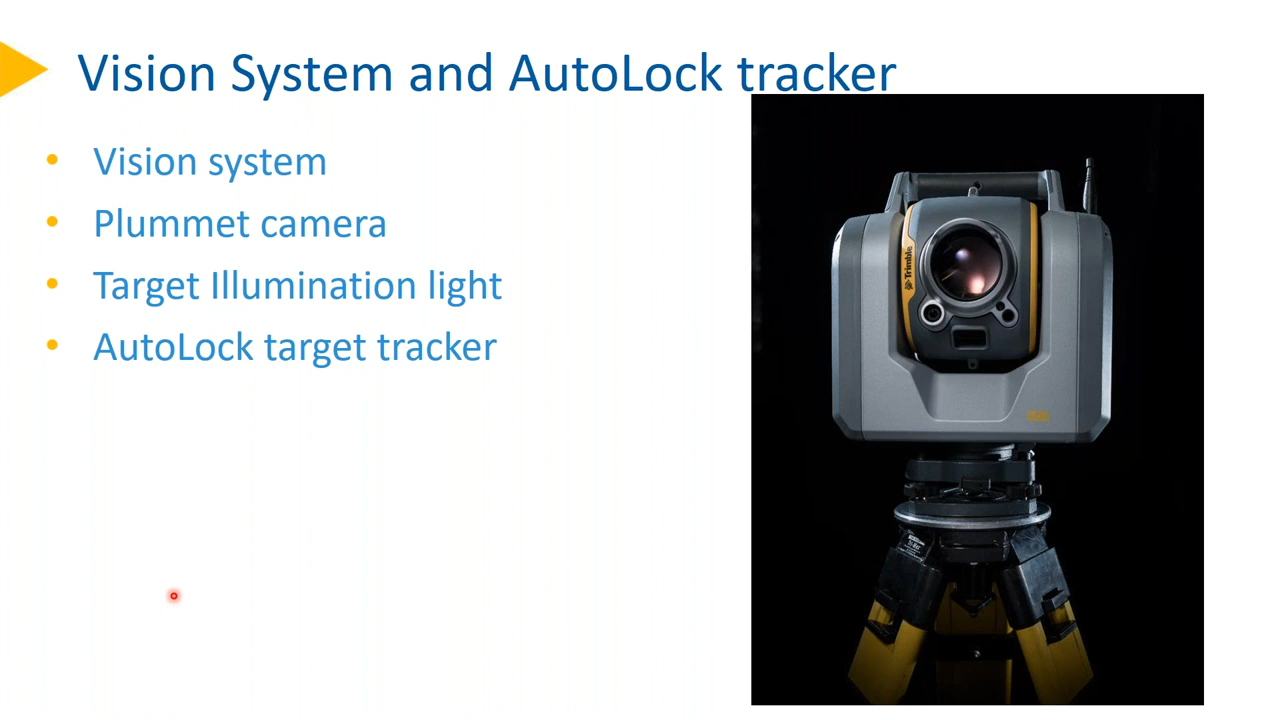 Vision System and AutoLock tracker
Vision system
Plummet camera
Target Illumination light
AutoLock target tracker
Trimble